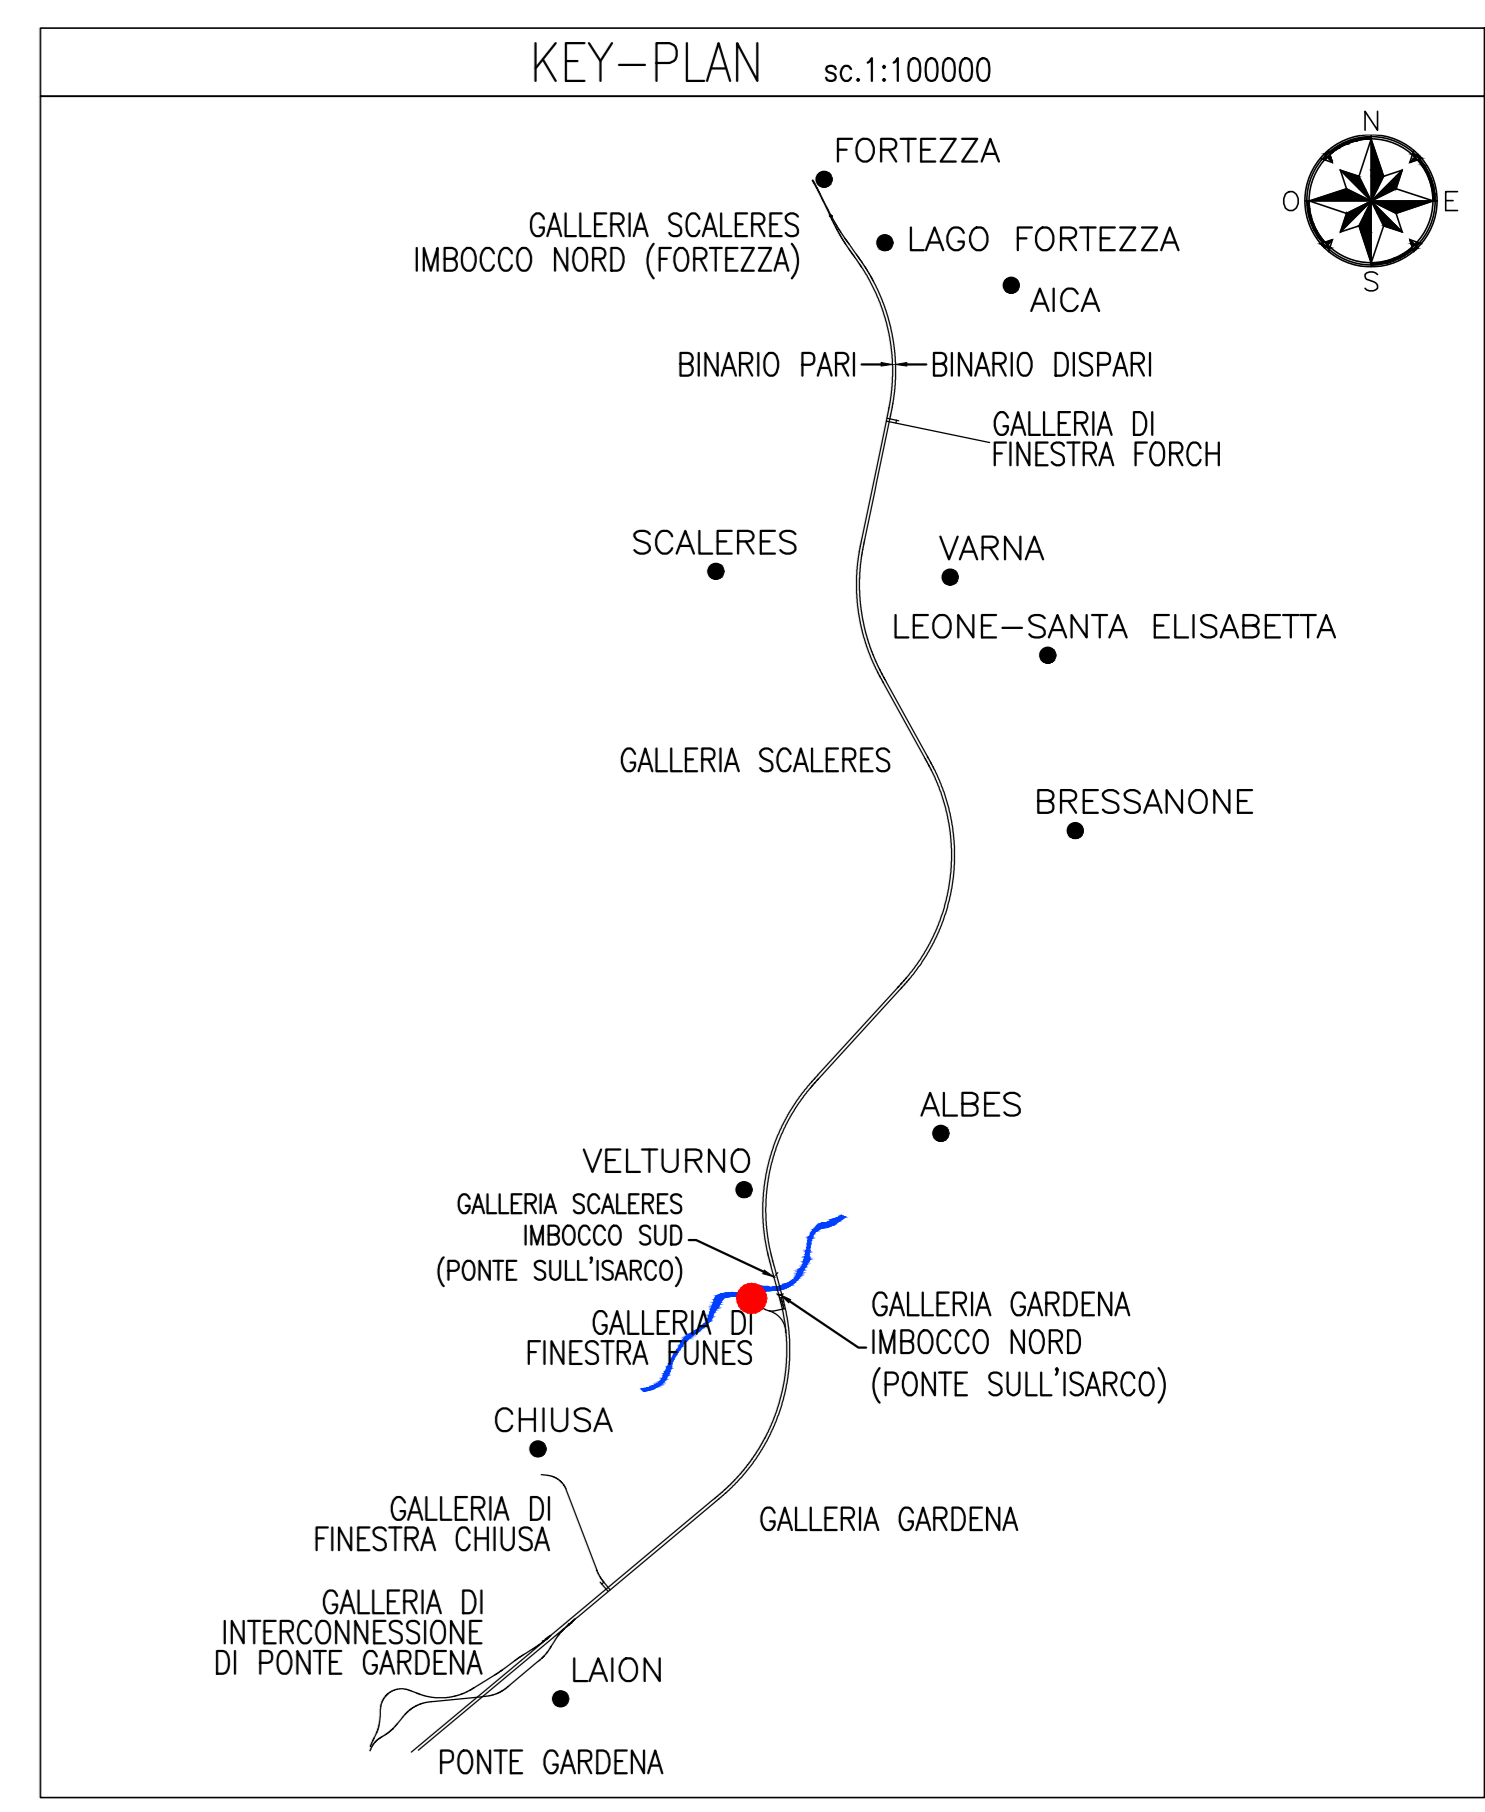 KEY-PLAN sc.1:100000
N
O
E
S
FORTEZZA
GALLERIA SCALERES
IMBOCCO NORD (FORTEZZA)
LAGO FORTEZZA
AICA
BINARIO PARI
BINARIO DISPARI
GALLERIA DI
FINESTRA FORCH
SCALERES
VARNA
LEONE-SANTA ELISABETTA
GALLERIA SCALERES
BRESSANONE
ALBES
VELTURNO
GALLERIA SCALERES
IMBOCCO SUD
(PONTE SULL'ISARCO)
GALLERIA DI
FINESTRA FUNES
GALLERIA GARDENA
IMBOCCO NORD
(PONTE SULL'ISARCO)
CHIUSA
GALLERIA DI
FINESTRA CHIUSA
GALLERIA GARDENA
GALLERIA DI
INTERCONNESSIONE
DI PONTE GARDENA
LAION
PONTE GARDENA